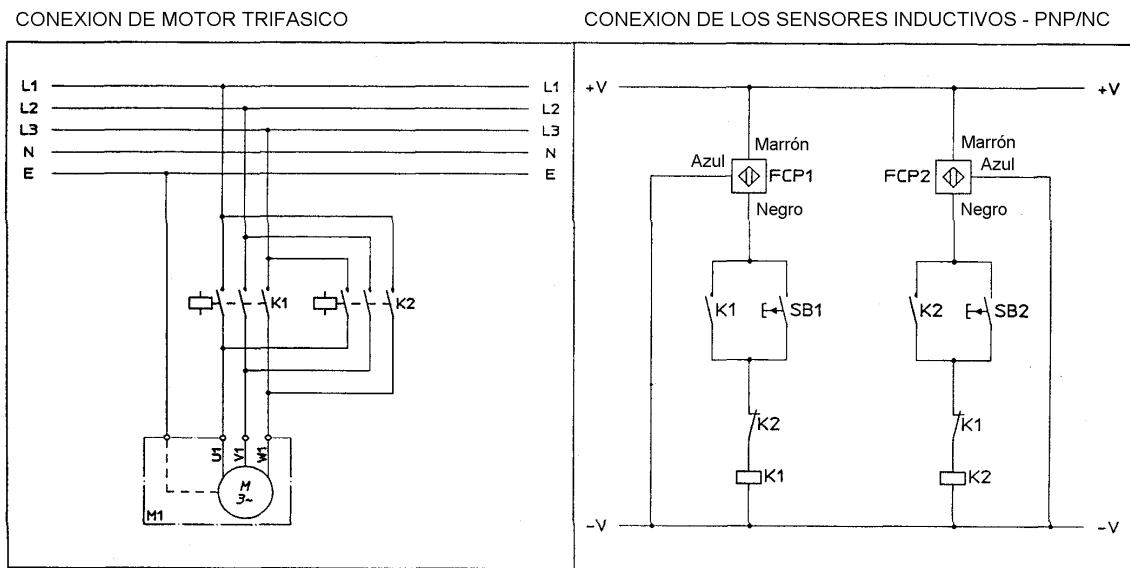 CONEXION DE MOTOR TRIFASICO
CONEXION DE LOS SENSORES INDUCTIVOS - PNP/NC
L1 L1
L2 L2
L3 L3
N N
E E
K1 K2
U1 V1 W1
M
3~
M1
+V +V
Marrón Marrón
Azul Azul
FCP1 FCP2
Negro Negro
K1 SB1 K2 SB2
K2 K1
K1 K2
-V -V